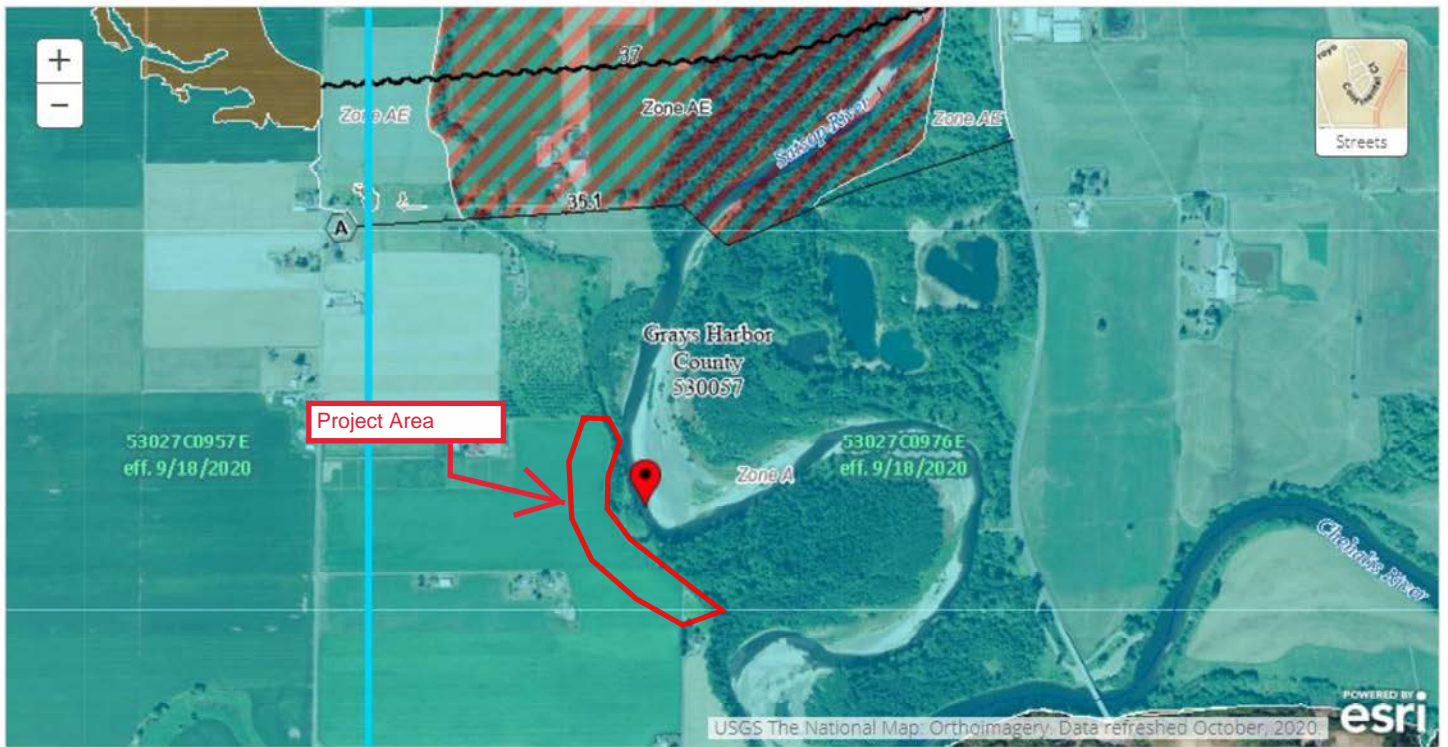 +
−
37
Zone AE
Zone AE
Zone AE
Satsop River
Streets
35.1
A
Grays Harbor
County
530057
Project Area
53027C0957E
eff. 9/18/2020
53027C0976E
eff. 9/18/2020
Zone A
Chehalis River
USGS The National Map: Orthoimagery. Data refreshed October, 2020.
POWERED BY
esri